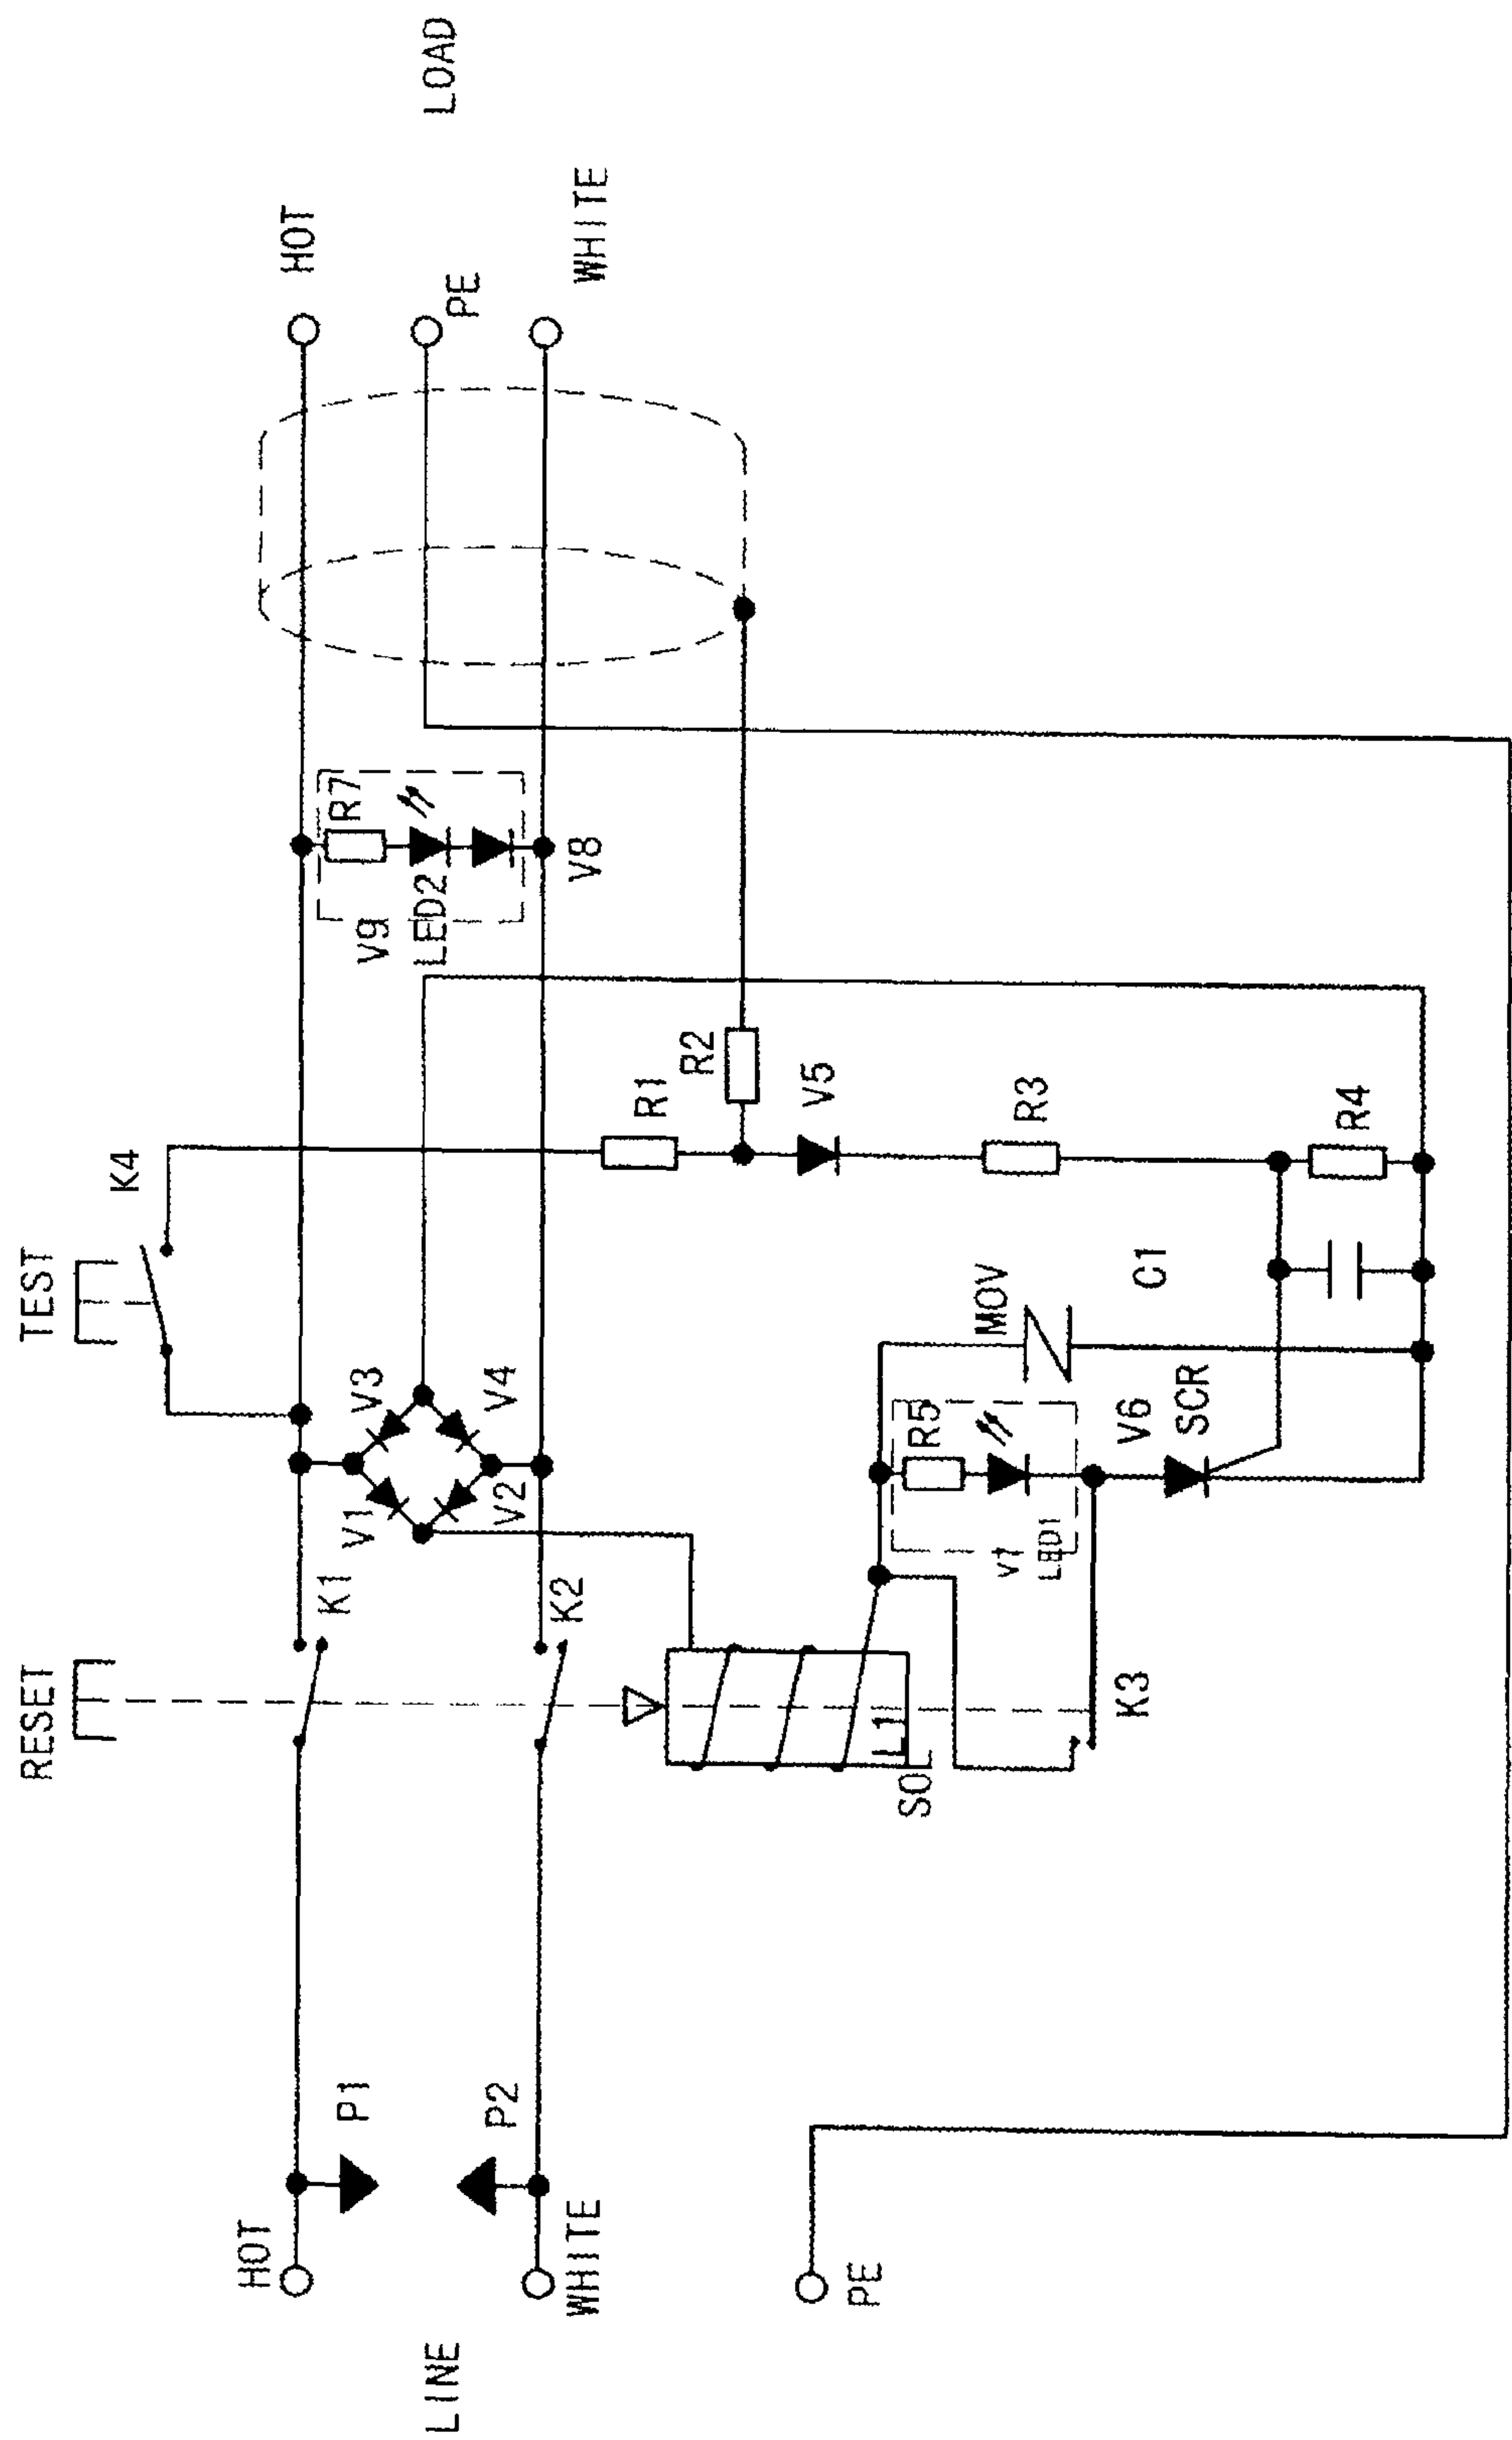 LINE
HOT
WHITE
PE
P1
P2
RESET
K1
K2
L1
SOL
K3
TEST
K4
V1
V3
V2
V4
V7
LED1
R5
V6
SCR
MOV
C1
R1
R2
V5
R3
R4
V9
LED2
R7
V8
HOT
PE
WHITE
LOAD